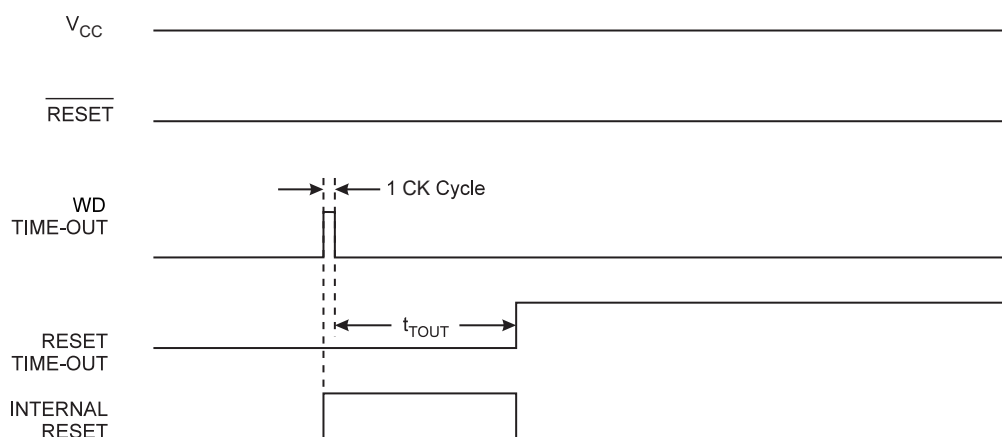 VCC
RESET
1 CK Cycle
WD
TIME-OUT
tTOUT
RESET
TIME-OUT
INTERNAL
RESET